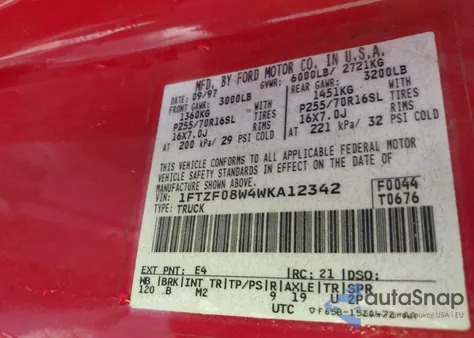 MFD. BY FORD MOTOR CO. IN U.S.A.
DATE: 09/97 GVWR: 6000LB/ 2721KG
FRONT GAWR: 3000LB REAR GAWR: 3200LB
1360KG WITH 1451KG WITH
P255/70R16SL TIRES P255/70R16SL TIRES
16X7.0J RIMS 16X7.0J RIMS
AT 200 kPa/ 29 PSI COLD AT 221 kPa/ 32 PSI COLD
THIS VEHICLE CONFORMS TO ALL APPLICABLE FEDERAL MOTOR
VEHICLE SAFETY STANDARDS IN EFFECT ON THE DATE OF
MANUFACTURE SHOWN ABOVE.
VIN: 1FTZF08W4WKA12342 F0044
TYPE: TRUCK T0676
EXT PNT: E4 RC: 21 DSO:
WB BRK INT TR TP/PS R AXLE TR SPR
120 B M2 9 19 U 2P
UTC
autoSnap
USA i EU